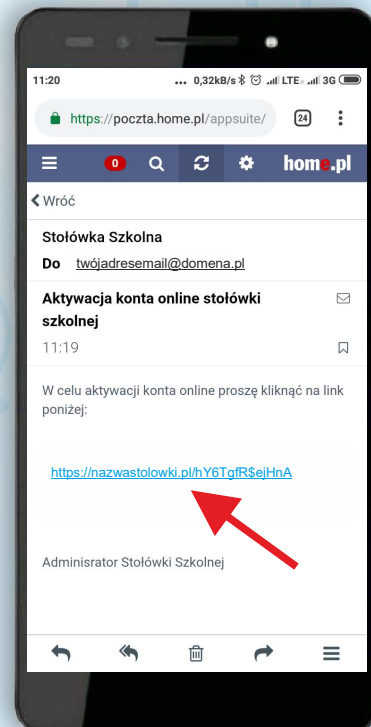 11:20 ... 0,32kB/s LTE 3G
https://poczta.home.pl/appsuite/ 24
0 home.pl
Wróć
Stołówka Szkolna
Do twójadresemail@domena.pl
Aktywacja konta online stołówki
szkolnej
11:19
W celu aktywacji konta online proszę kliknąć na link
poniżej:
https://nazwastolowki.pl/hY6TgfR$ejHnA
Adminisrator Stołówki Szkolnej